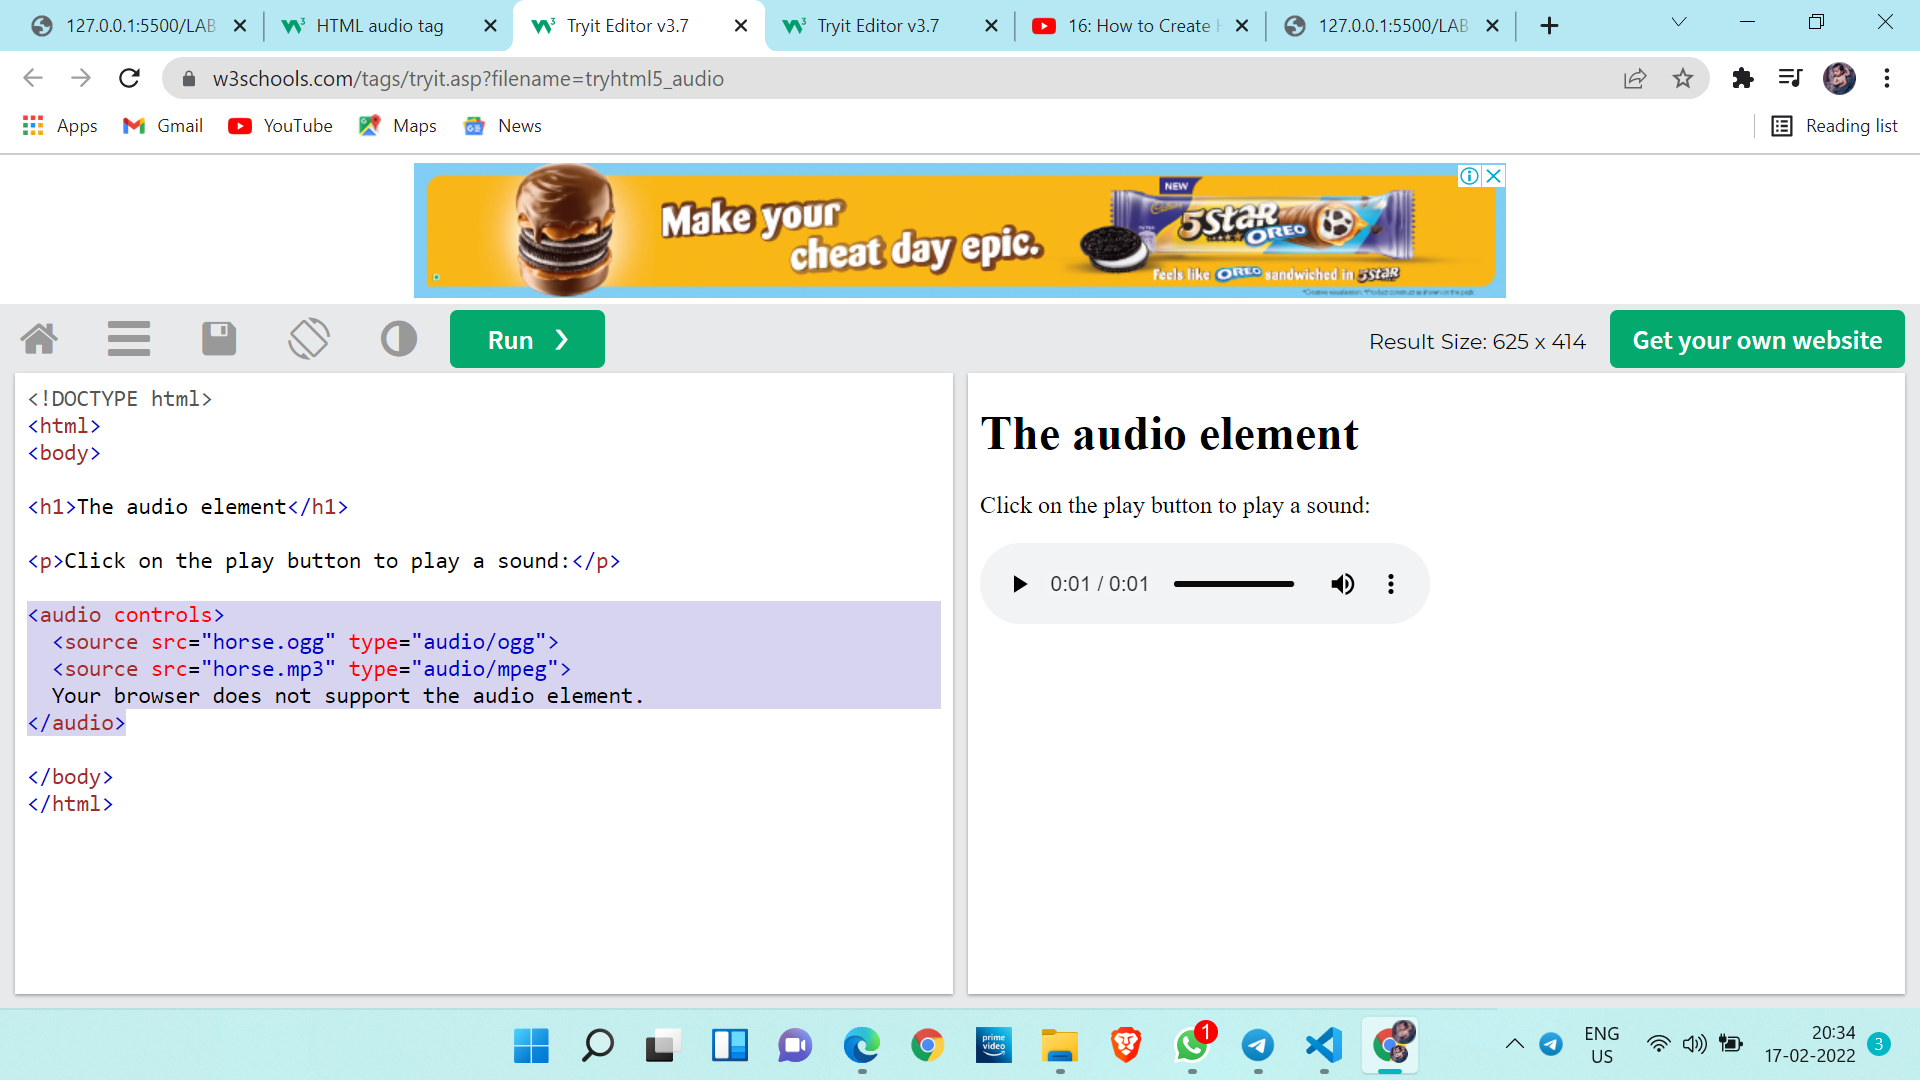 127.0.0.1:5500/LAB
HTML audio tag
Tryit Editor v3.7
Tryit Editor v3.7
16: How to Create
127.0.0.1:5500/LAB
w3schools.com/tags/tryit.asp?filename=tryhtml5_audio
Apps
Gmail
YouTube
Maps
News
Reading list
Make your
cheat day epic.
NEW
Cadbury
5STAR
OREO
Feels like OREO sandwiched in 5STAR
Run ❯
Result Size: 625 x 414
Get your own website
<!DOCTYPE html>
<html>
<body>
<h1>The audio element</h1>
<p>Click on the play button to play a sound:</p>
<audio controls>
<source src="horse.ogg" type="audio/ogg">
<source src="horse.mp3" type="audio/mpeg">
Your browser does not support the audio element.
</audio>
</body>
</html>
The audio element
Click on the play button to play a sound:
0:01 / 0:01
prime
video
1
ENG
US
20:34
17-02-2022
3